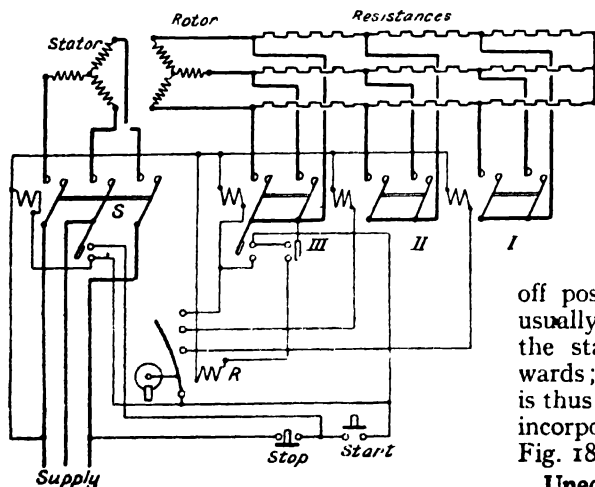 Stator
Rotor
Resistances
S
III
II
I
R
Stop
Start
Supply
off pos
usually
the sta
wards;
is thus
incorpo
Fig. 18
Uneq